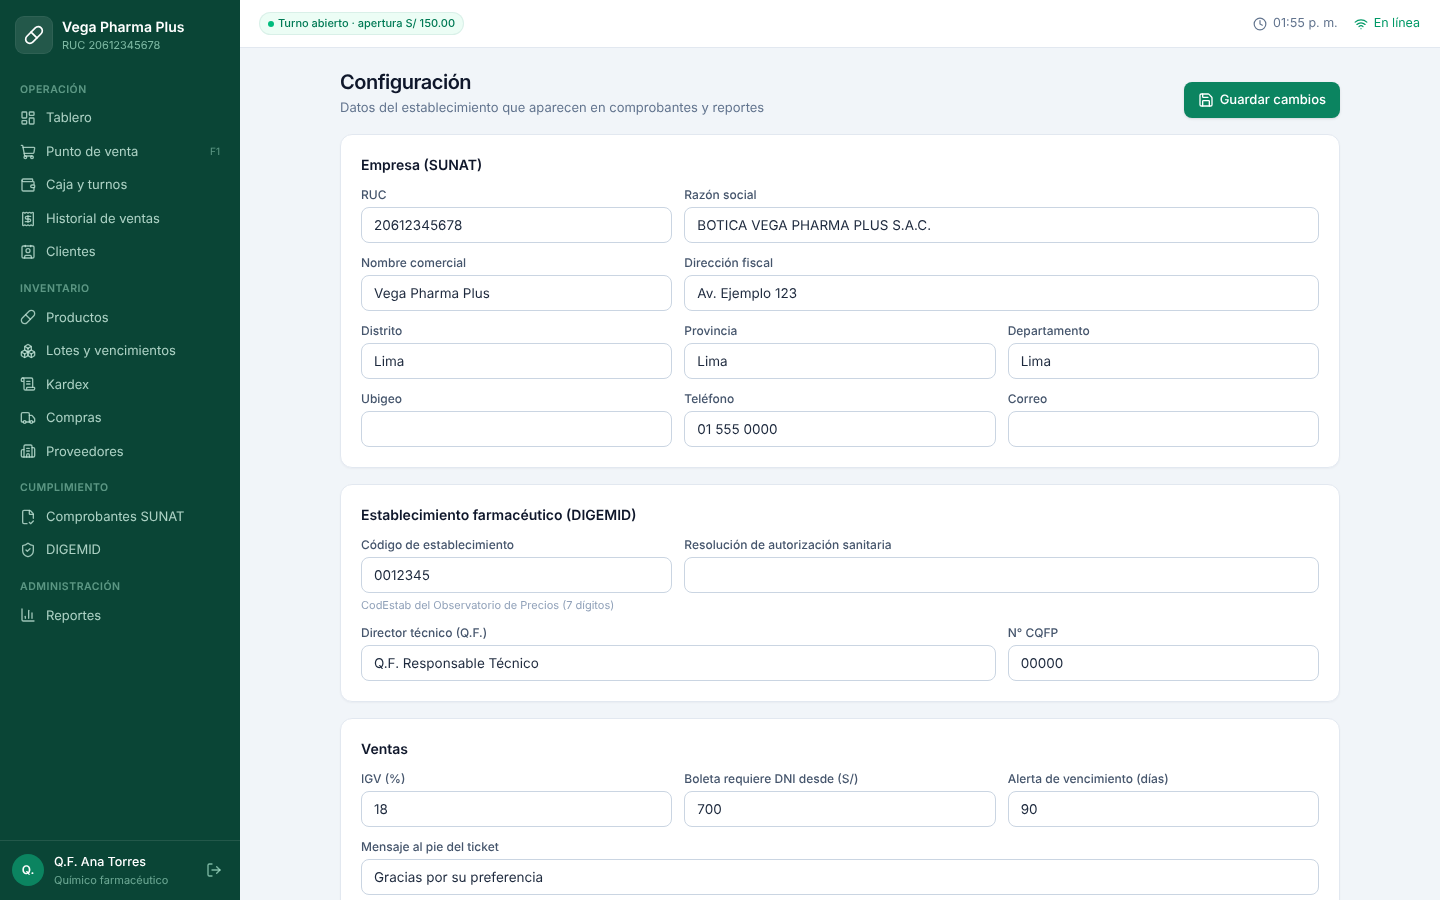 Vega Pharma Plus
RUC 20612345678
OPERACIÓN
Tablero
Punto de venta F1
Caja y turnos
Historial de ventas
Clientes
INVENTARIO
Productos
Lotes y vencimientos
Kardex
Compras
Proveedores
CUMPLIMIENTO
Comprobantes SUNAT
DIGEMID
ADMINISTRACIÓN
Reportes
Q.
Q.F. Ana Torres
Químico farmacéutico
Turno abierto · apertura S/ 150.00
01:55 p. m. En línea
Configuración
Datos del establecimiento que aparecen en comprobantes y reportes
Guardar cambios
Empresa (SUNAT)
RUC Razón social
20612345678 BOTICA VEGA PHARMA PLUS S.A.C.
Nombre comercial Dirección fiscal
Vega Pharma Plus Av. Ejemplo 123
Distrito Provincia Departamento
Lima Lima Lima
Ubigeo Teléfono Correo
01 555 0000
Establecimiento farmacéutico (DIGEMID)
Código de establecimiento Resolución de autorización sanitaria
0012345
CodEstab del Observatorio de Precios (7 dígitos)
Director técnico (Q.F.) N° CQFP
Q.F. Responsable Técnico 00000
Ventas
IGV (%) Boleta requiere DNI desde (S/) Alerta de vencimiento (días)
18 700 90
Mensaje al pie del ticket
Gracias por su preferencia